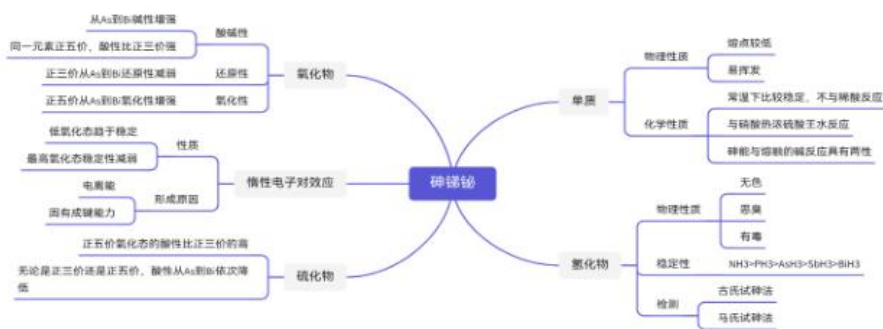 砷锑铋
单质
物理性质
熔点较低
易挥发
化学性质
常温下比较稳定，不与稀酸反应
与硝酸热浓硫酸王水反应
砷能与熔融的碱反应具有两性
氢化物
物理性质
无色
恶臭
有毒
稳定性
NH3>PH3>AsH3>SbH3>BiH3
检测
古氏试砷法
马氏试砷法
氧化物
酸碱性
从As到Bi碱性增强
同一元素正五价，酸性比正三价强
还原性
正三价从As到Bi还原性减弱
氧化性
正五价从As到Bi氧化性增强
惰性电子对效应
性质
低氧化态趋于稳定
最高氧化态稳定性减弱
形成原因
电离能
固有成键能力
硫化物
正五价氧化态的酸性比正三价的高
无论是正三价还是正五价，酸性从As到Bi依次降
低